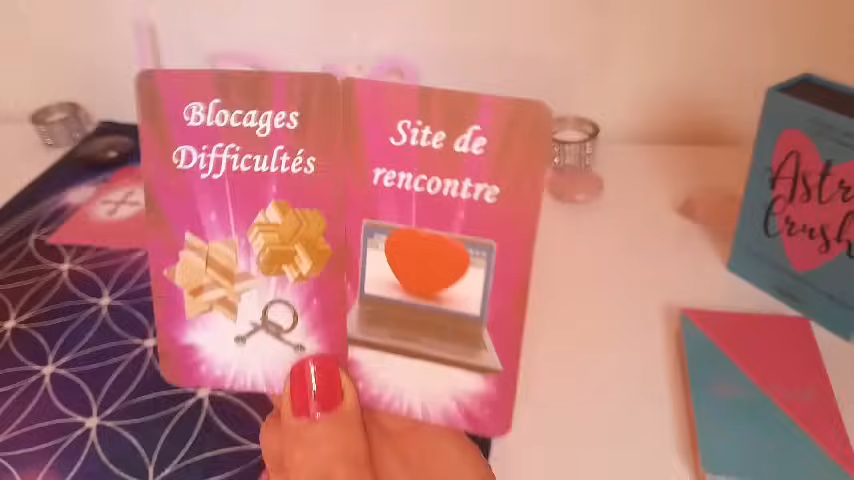 Blocages
Difficultés
Site de
rencontre
Astro
Crush